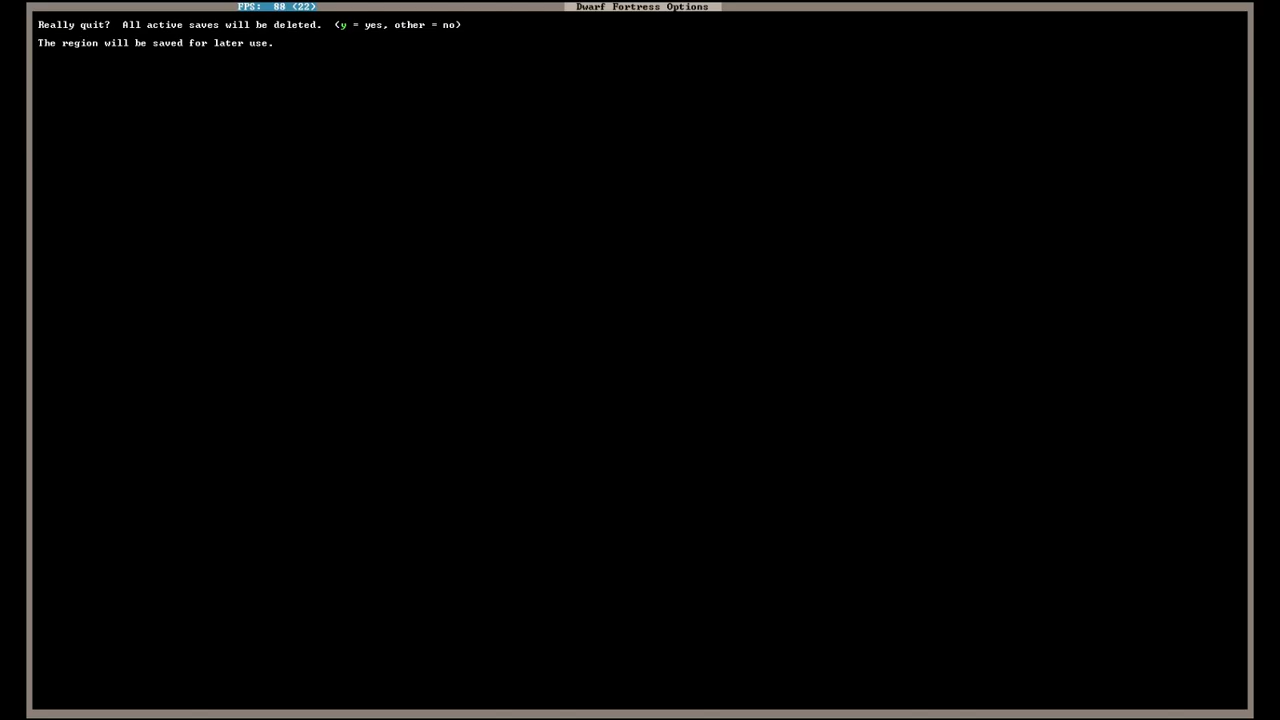 FPS: 88 (22) Dwarf Fortress Options
Really quit? All active saves will be deleted. (y = yes, other = no)
The region will be saved for later use.